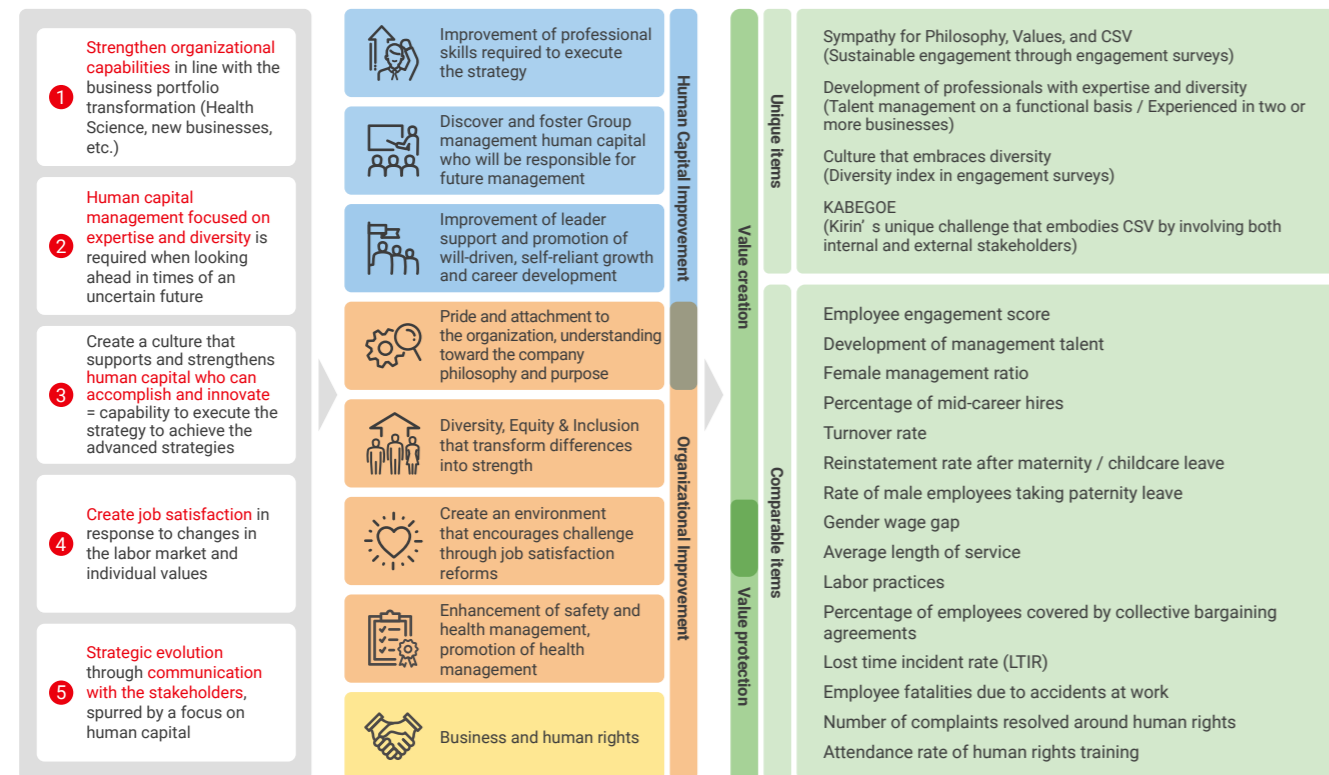 1
Strengthen organizational
capabilities in line with the
business portfolio
transformation (Health
Science, new businesses,
etc.)
2
Human capital
management focused on
expertise and diversity is
required when looking
ahead in times of an
uncertain future
3
Create a culture that
supports and strengthens
human capital who can
accomplish and innovate
= capability to execute the
strategy to achieve the
advanced strategies
4
Create job satisfaction in
response to changes in
the labor market and
individual values
5
Strategic evolution
through communication
with the stakeholders,
spurred by a focus on
human capital
Improvement of professional
skills required to execute
the strategy
Discover and foster Group
management human capital
who will be responsible for
future management
Improvement of leader
support and promotion of
will-driven, self-reliant growth
and career development
Pride and attachment to
the organization, understanding
toward the company
philosophy and purpose
Diversity, Equity & Inclusion
that transform differences
into strength
Create an environment
that encourages challenge
through job satisfaction
reforms
Enhancement of safety and
health management,
promotion of health
management
Business and human rights
Human Capital Improvement
Organizational Improvement
Value creation
Value protection
Unique items
Sympathy for Philosophy, Values, and CSV
(Sustainable engagement through engagement surveys)
Development of professionals with expertise and diversity
(Talent management on a functional basis / Experienced in two or
more businesses)
Culture that embraces diversity
(Diversity index in engagement surveys)
KABEGOE
(Kirin’ s unique challenge that embodies CSV by involving both
internal and external stakeholders)
Comparable items
Employee engagement score
Development of management talent
Female management ratio
Percentage of mid-career hires
Turnover rate
Reinstatement rate after maternity / childcare leave
Rate of male employees taking paternity leave
Gender wage gap
Average length of service
Labor practices
Percentage of employees covered by collective bargaining
agreements
Lost time incident rate (LTIR)
Employee fatalities due to accidents at work
Number of complaints resolved around human rights
Attendance rate of human rights training